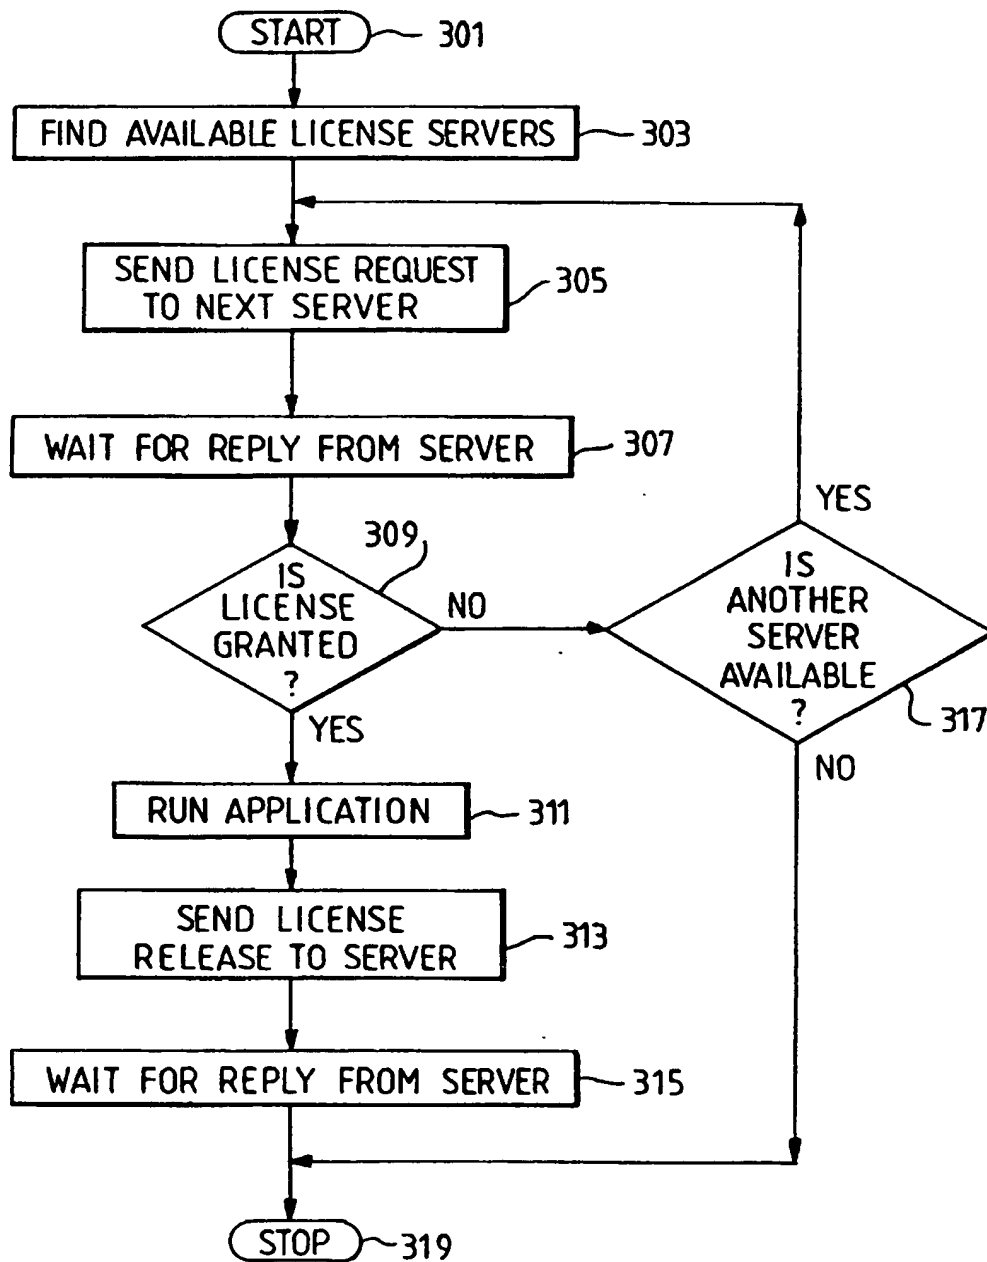 START
301
FIND AVAILABLE LICENSE SERVERS
303
SEND LICENSE REQUEST
TO NEXT SERVER
305
WAIT FOR REPLY FROM SERVER
307
309
IS
LICENSE
GRANTED
?
NO
YES
IS
ANOTHER
SERVER
AVAILABLE
?
317
YES
NO
RUN APPLICATION
311
SEND LICENSE
RELEASE TO SERVER
313
WAIT FOR REPLY FROM SERVER
315
STOP
319